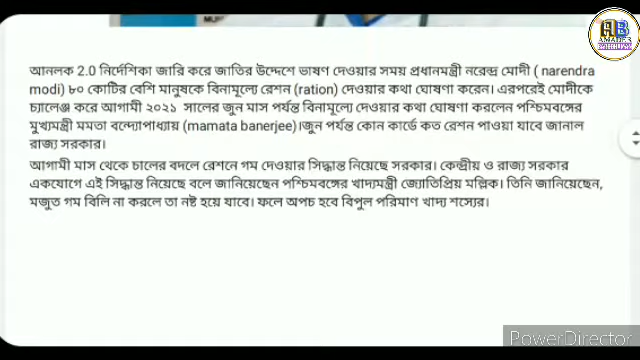 আনলক 2.0 নির্দেশিকা জারি করে জাতির উদ্দেশে ভাষণ দেওয়ার সময় প্রধানমন্ত্রী নরেন্দ্র মোদী ( narendra
modi) ৮০ কোটির বেশি মানুষকে বিনামূল্যে রেশন (ration) দেওয়ার কথা ঘোষণা করেন। এরপরেই মোদীকে
চ্যালেঞ্জ করে আগামী ২০২১ সালের জুন মাস পর্যন্ত বিনামূল্যে দেওয়ার কথা ঘোষণা করলেন পশ্চিমবঙ্গের
মুখ্যমন্ত্রী মমতা বন্দ্যোপাধ্যায় (mamata banerjee)।জুন পর্যন্ত কোন কার্ডে কত রেশন পাওয়া যাবে জানাল
রাজ্য সরকার।
আগামী মাস থেকে চালের বদলে রেশনে গম দেওয়ার সিদ্ধান্ত নিয়েছে সরকার। কেন্দ্রীয় ও রাজ্য সরকার
একযোগে এই সিদ্ধান্ত নিয়েছে বলে জানিয়েছেন পশ্চিমবঙ্গের খাদ্যমন্ত্রী জ্যোতিপ্রিয় মল্লিক। তিনি জানিয়েছেন,
মজুত গম বিলি না করলে তা নষ্ট হয়ে যাবে। ফলে অপচ হবে বিপুল পরিমাণ খাদ্য শস্যের।
PowerDirector